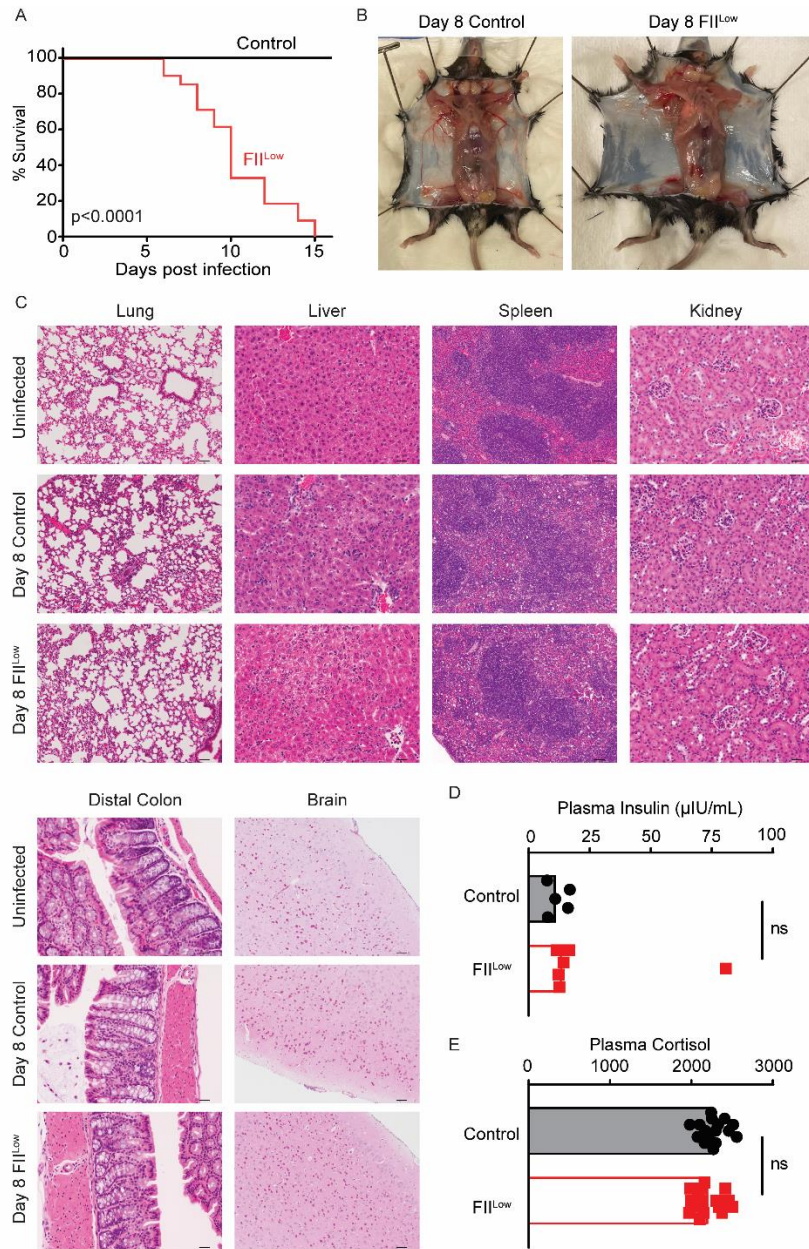 A
% Survival
100
80
60
40
20
0
Control
FII^Low
p<0.0001
0 5 10 15
Days post infection
B
Day 8 Control
Day 8 FII^Low
C
Lung Liver Spleen Kidney
Uninfected
Day 8 Control
Day 8 FII^Low
Distal Colon Brain
Uninfected
Day 8 Control
Day 8 FII^Low
D
Plasma Insulin (µIU/mL)
0 25 50 75 100
Control
FII^Low
ns
E
Plasma Cortisol
0 1000 2000 3000
Control
FII^Low
ns